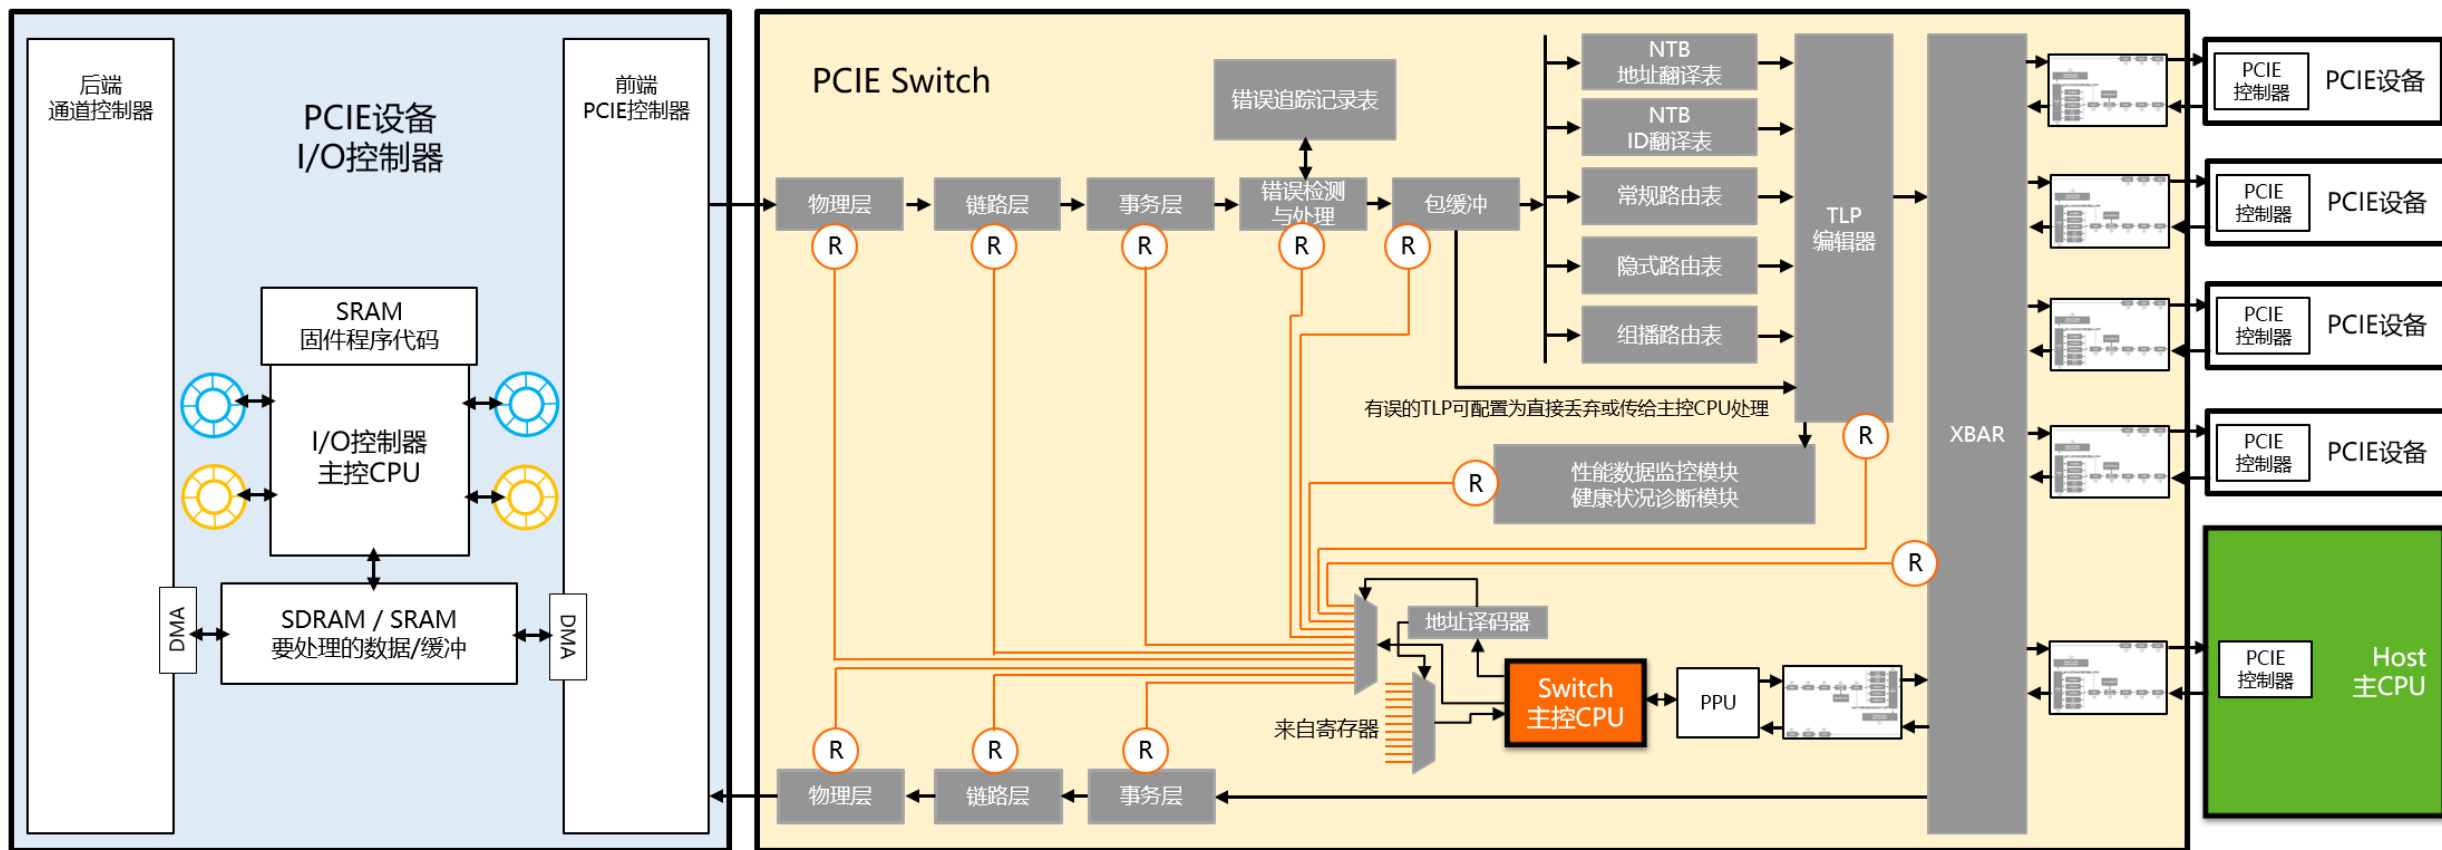 后端
通道控制器
PCIE设备
I/O控制器
前端
PCIE控制器
SRAM
固件程序代码
I/O控制器
主控CPU
DMA
SDRAM / SRAM
要处理的数据/缓冲
DMA
PCIE Switch
错误追踪记录表
物理层
链路层
事务层
错误检测
与处理
包缓冲
R
R
R
R
R
NTB
地址翻译表
NTB
ID翻译表
常规路由表
隐式路由表
组播路由表
TLP
编辑器
有误的TLP可配置为直接丢弃或传给主控CPU处理
R
R
性能数据监控模块
健康状况诊断模块
XBAR
R
地址译码器
Switch
主控CPU
PPU
来自寄存器
R
R
R
物理层
链路层
事务层
PCIE
控制器
PCIE设备
PCIE
控制器
PCIE设备
PCIE
控制器
PCIE设备
PCIE
控制器
PCIE设备
PCIE
控制器
Host
主CPU